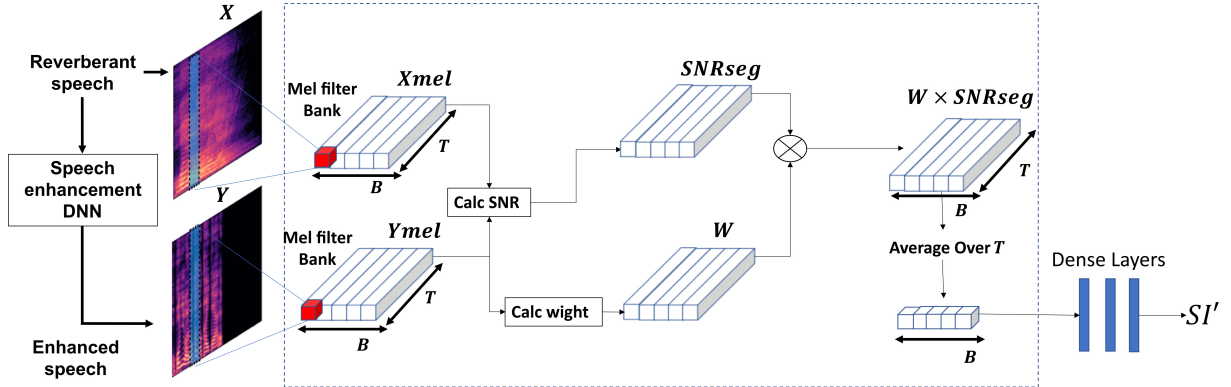 X
Reverberant
speech
Speech
enhancement
DNN
Y
Enhanced
speech
Mel filter
Bank
Xmel
T
B
Mel filter
Bank
Ymel
T
B
Calc SNR
Calc wight
SNRseg
W
W × SNRseg
T
B
Average Over T
B
Dense Layers
SI'